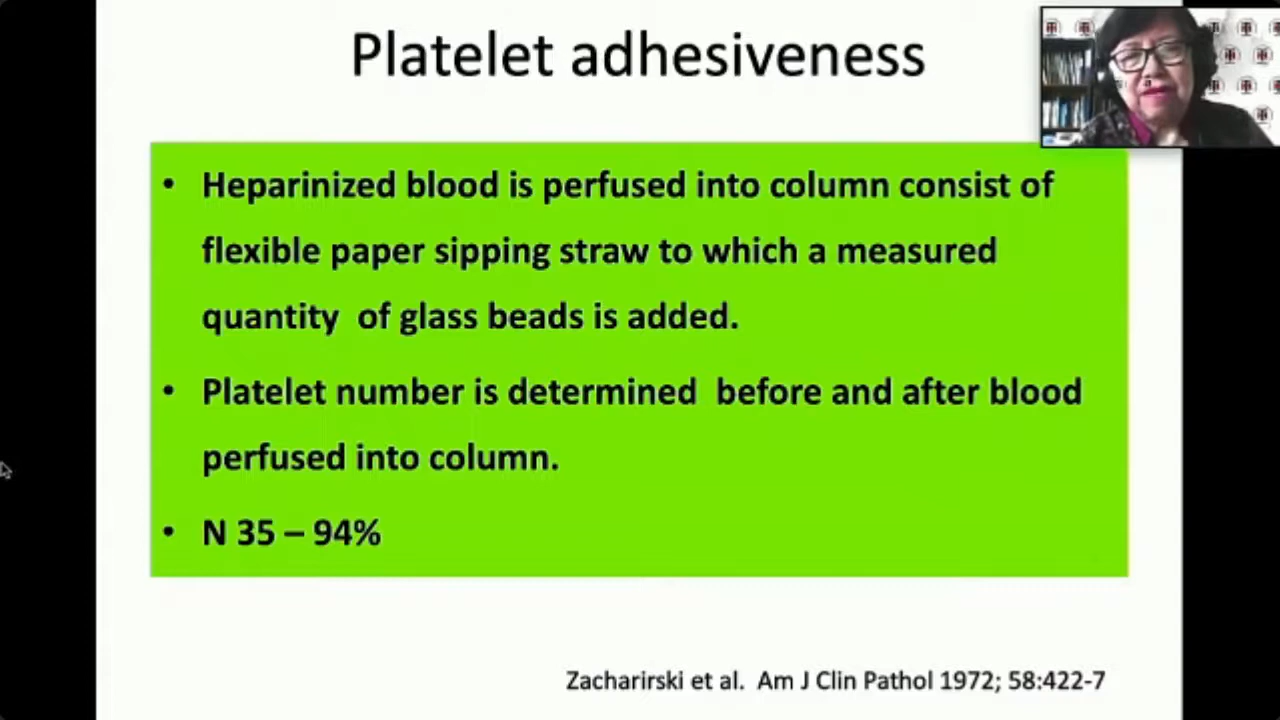 Platelet adhesiveness
• Heparinized blood is perfused into column consist of
flexible paper sipping straw to which a measured
quantity of glass beads is added.
• Platelet number is determined before and after blood
perfused into column.
• N 35 – 94%
Zacharirski et al. Am J Clin Pathol 1972; 58:422-7